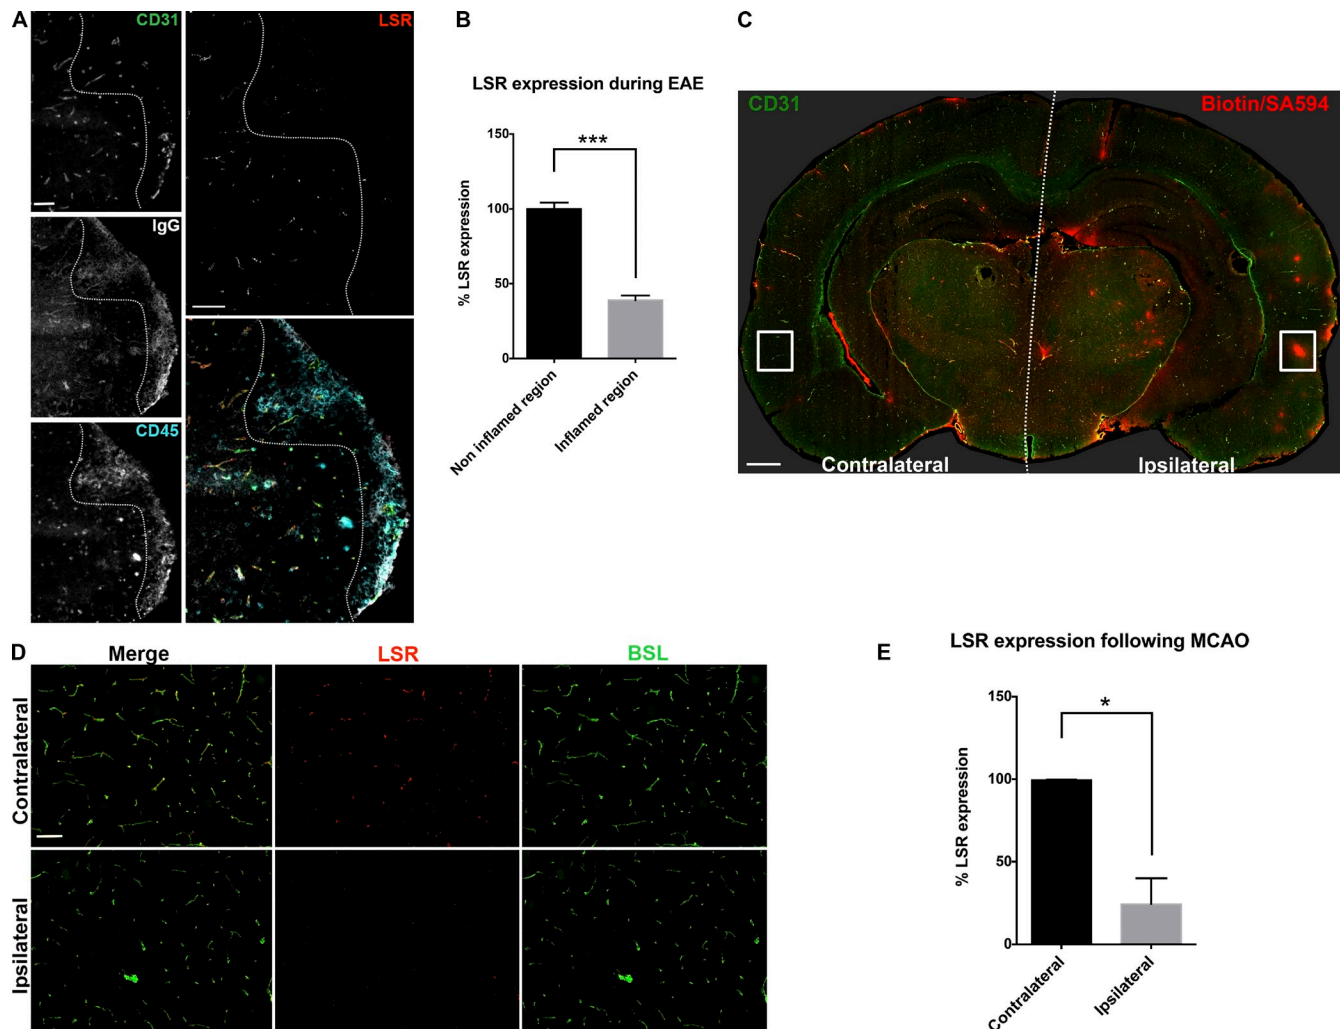 A
CD31
LSR
IgG
CD45
B
LSR expression during EAE
% LSR expression
150
100
50
0
***
Non inflamed region
Inflamed region
C
CD31
Biotin/SA594
Contralateral
Ipsilateral
D
Merge
LSR
BSL
Contralateral
Ipsilateral
E
LSR expression following MCAO
% LSR expression
150
100
50
0
*
Contralateral
Ipsilateral